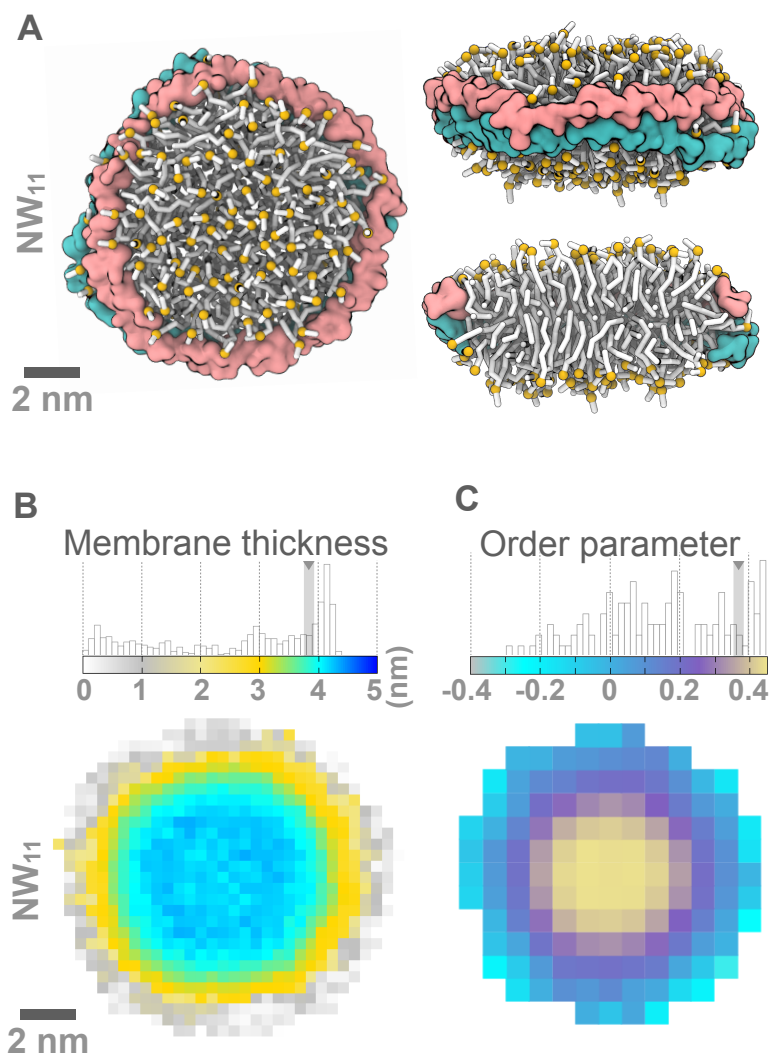 A
NW11
2 nm
B
Membrane thickness
0 1 2 3 4 5
(nm)
C
Order parameter
-0.4 -0.2 0 0.2 0.4
NW11
2 nm